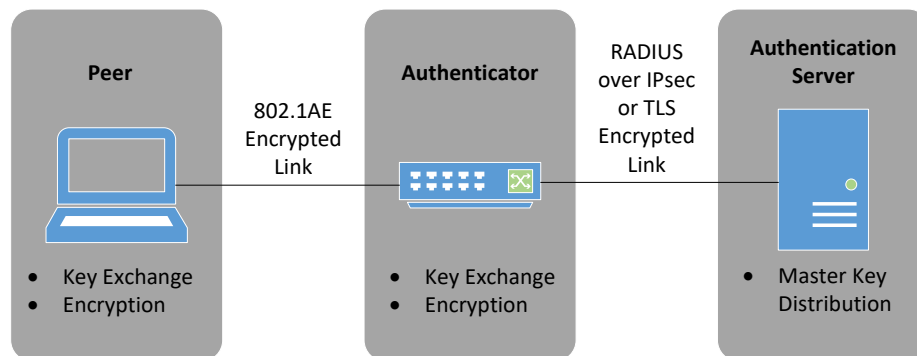 Peer
802.1AE
Encrypted
Link
Key Exchange
Encryption
Authenticator
Key Exchange
Encryption
RADIUS
over IPsec
or TLS
Encrypted
Link
Authentication
Server
Master Key
Distribution